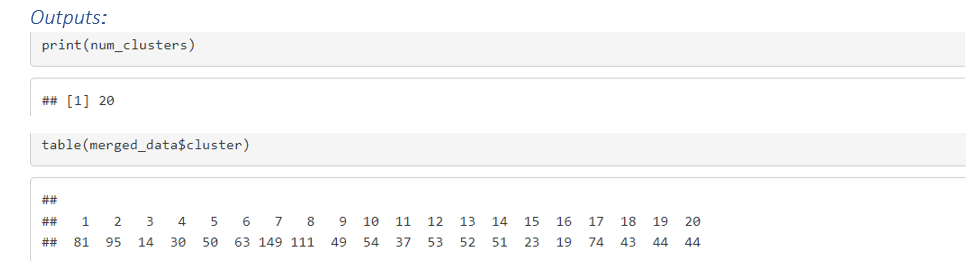 Outputs:
print(num_clusters)
## [1] 20
table(merged_data$cluster)
##
##   1   2   3   4   5   6   7   8   9  10  11  12  13  14  15  16  17  18  19  20
##  81  95  14  30  50  63 149 111  49  54  37  53  52  51  23  19  74  43  44  44